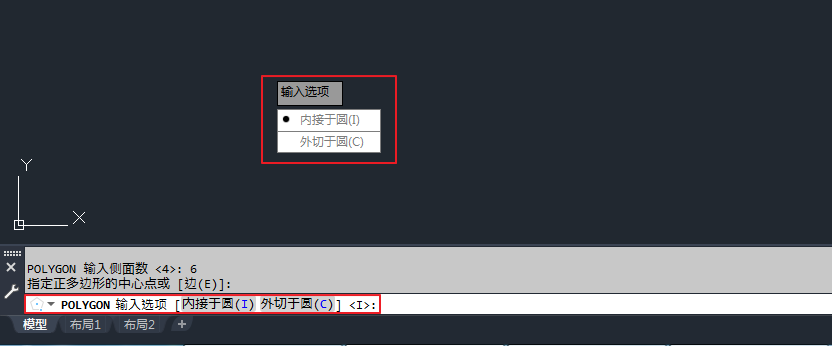 输入选项
内接于圆(I)
外切于圆(C)
Y
X
POLYGON 输入侧面数 <4>: 6
指定正多边形的中心点或 [边(E)]:
POLYGON 输入选项 [内接于圆(I) 外切于圆(C)] <I>:
模型 布局1 布局2 +